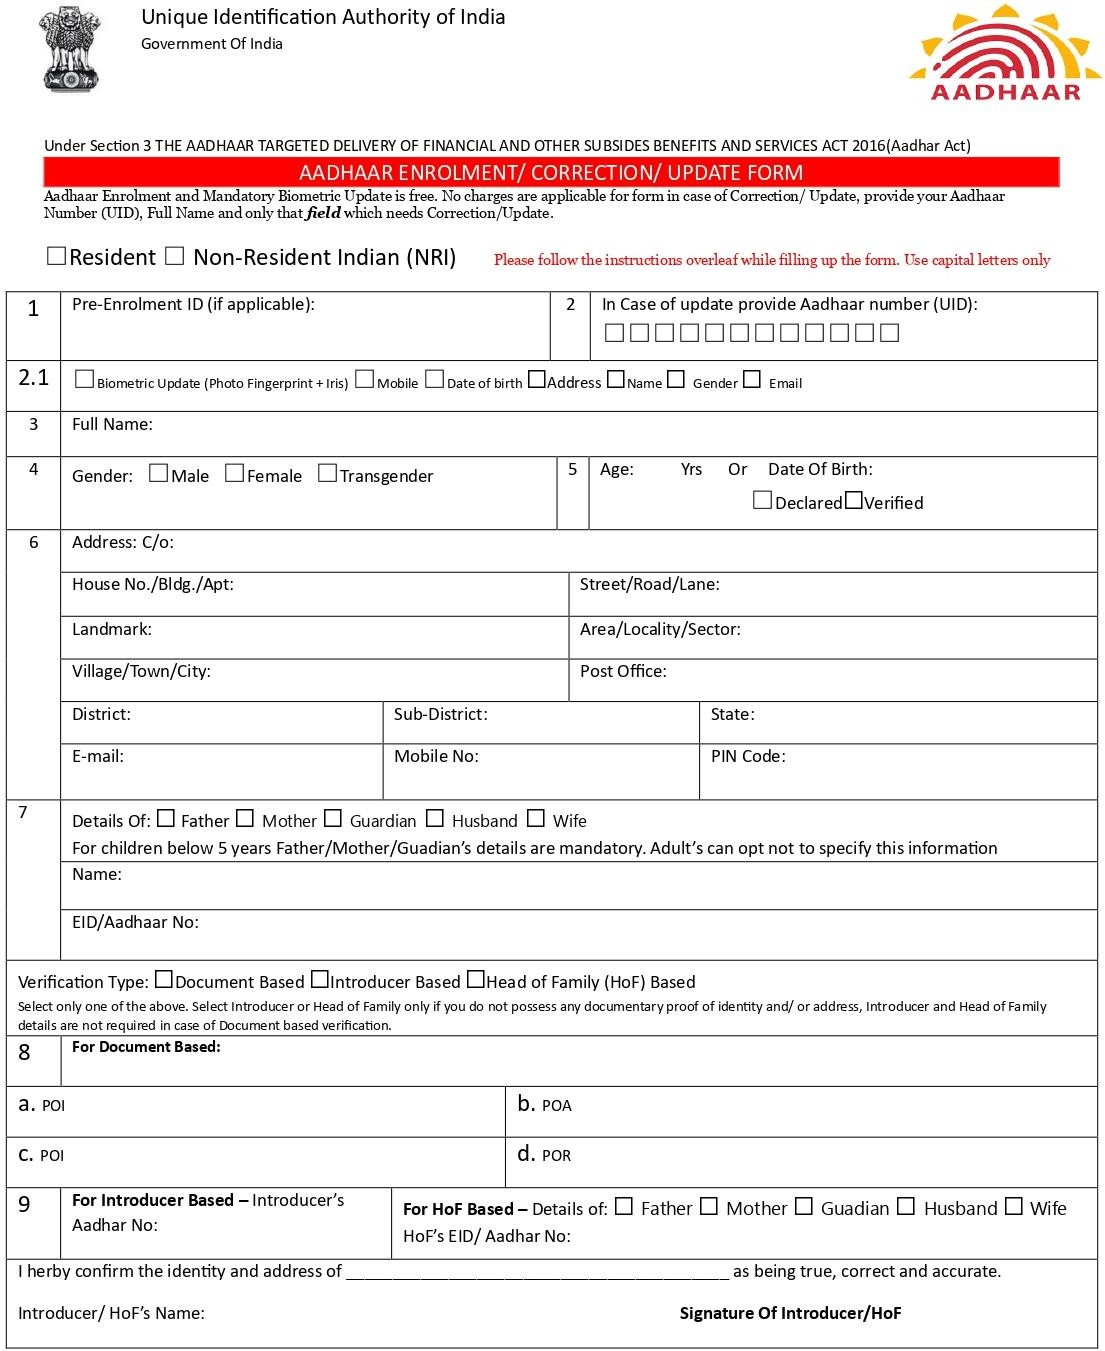 Unique Identification Authority of India
Government Of India
AADHAAR
Under Section 3 THE AADHAAR TARGETED DELIVERY OF FINANCIAL AND OTHER SUBSIDES BENEFITS AND SERVICES ACT 2016(Aadhar Act)
AADHAAR ENROLMENT/ CORRECTION/ UPDATE FORM
Aadhaar Enrolment and Mandatory Biometric Update is free. No charges are applicable for form in case of Correction/ Update, provide your Aadhaar
Number (UID), Full Name and only that field which needs Correction/Update.
☐Resident ☐ Non-Resident Indian (NRI) Please follow the instructions overleaf while filling up the form. Use capital letters only
1 Pre-Enrolment ID (if applicable): 2 In Case of update provide Aadhaar number (UID):
☐☐☐☐☐☐☐☐☐☐☐☐
2.1 ☐Biometric Update (Photo Fingerprint + Iris) ☐Mobile ☐Date of birth ☐Address ☐Name ☐ Gender ☐ Email
3 Full Name:
4 Gender: ☐Male ☐Female ☐Transgender 5 Age: Yrs Or Date Of Birth:
☐Declared☐Verified
6 Address: C/o:
House No./Bldg./Apt: Street/Road/Lane:
Landmark: Area/Locality/Sector:
Village/Town/City: Post Office:
District: Sub-District: State:
E-mail: Mobile No: PIN Code:
7 Details Of: ☐ Father ☐ Mother ☐ Guardian ☐ Husband ☐ Wife
For children below 5 years Father/Mother/Guadian’s details are mandatory. Adult’s can opt not to specify this information
Name:
EID/Aadhaar No:
Verification Type: ☐Document Based ☐Introducer Based ☐Head of Family (HoF) Based
Select only one of the above. Select Introducer or Head of Family only if you do not possess any documentary proof of identity and/ or address, Introducer and Head of Family
details are not required in case of Document based verification.
8 For Document Based:
a. POI b. POA
c. POI d. POR
9 For Introducer Based – Introducer’s
Aadhar No:
For HoF Based – Details of: ☐ Father ☐ Mother ☐ Guadian ☐ Husband ☐ Wife
HoF’s EID/ Aadhar No:
I herby confirm the identity and address of ________________________________________ as being true, correct and accurate.
Introducer/ HoF’s Name: Signature Of Introducer/HoF